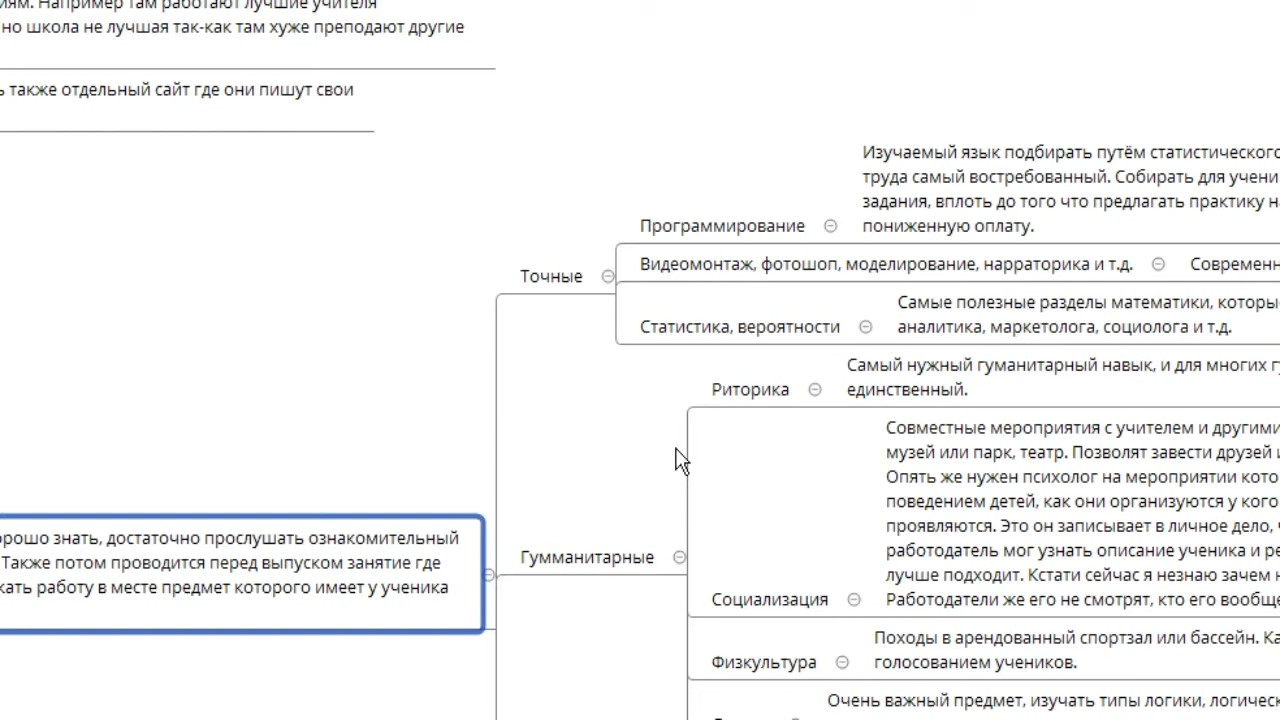 Например там работают лучшие учителя
но школа не лучшая так-как там хуже преподают другие
также отдельный сайт где они пишут свои
Изучаемый язык подбирать путём статистического
труда самый востребованный. Собирать для учени
задания, вплоть до того что предлагать практику н
Программирование
пониженную оплату.
Видеомонтаж, фотошоп, моделирование, нарраторика и т.д.
Современн
Точные
Самые полезные разделы математики, которы
Статистика, вероятности
аналитика, маркетолога, социолога и т.д.
Самый нужный гуманитарный навык, и для многих г
Риторика
единственный.
Совместные мероприятия с учителем и другими
музей или парк, театр. Позволят завести друзей и
Опять же нужен психолог на мероприятии кото
поведением детей, как они организуются у кого
проявляются. Это он записывает в личное дело, ч
работодатель мог узнать описание ученика и ре
лучше подходит. Кстати сейчас я незнаю зачем н
Социализация
Работодатели же его не смотрят, кто его вообще
Гумманитарные
орошо знать, достаточно прослушать ознакомительный
Также потом проводится перед выпуском занятие где
кать работу в месте предмет которого имеет у ученика
Походы в арендованный спортзал или бассейн. Ка
Физкультура
голосованием учеников.
Очень важный предмет, изучать типы логики, логическ